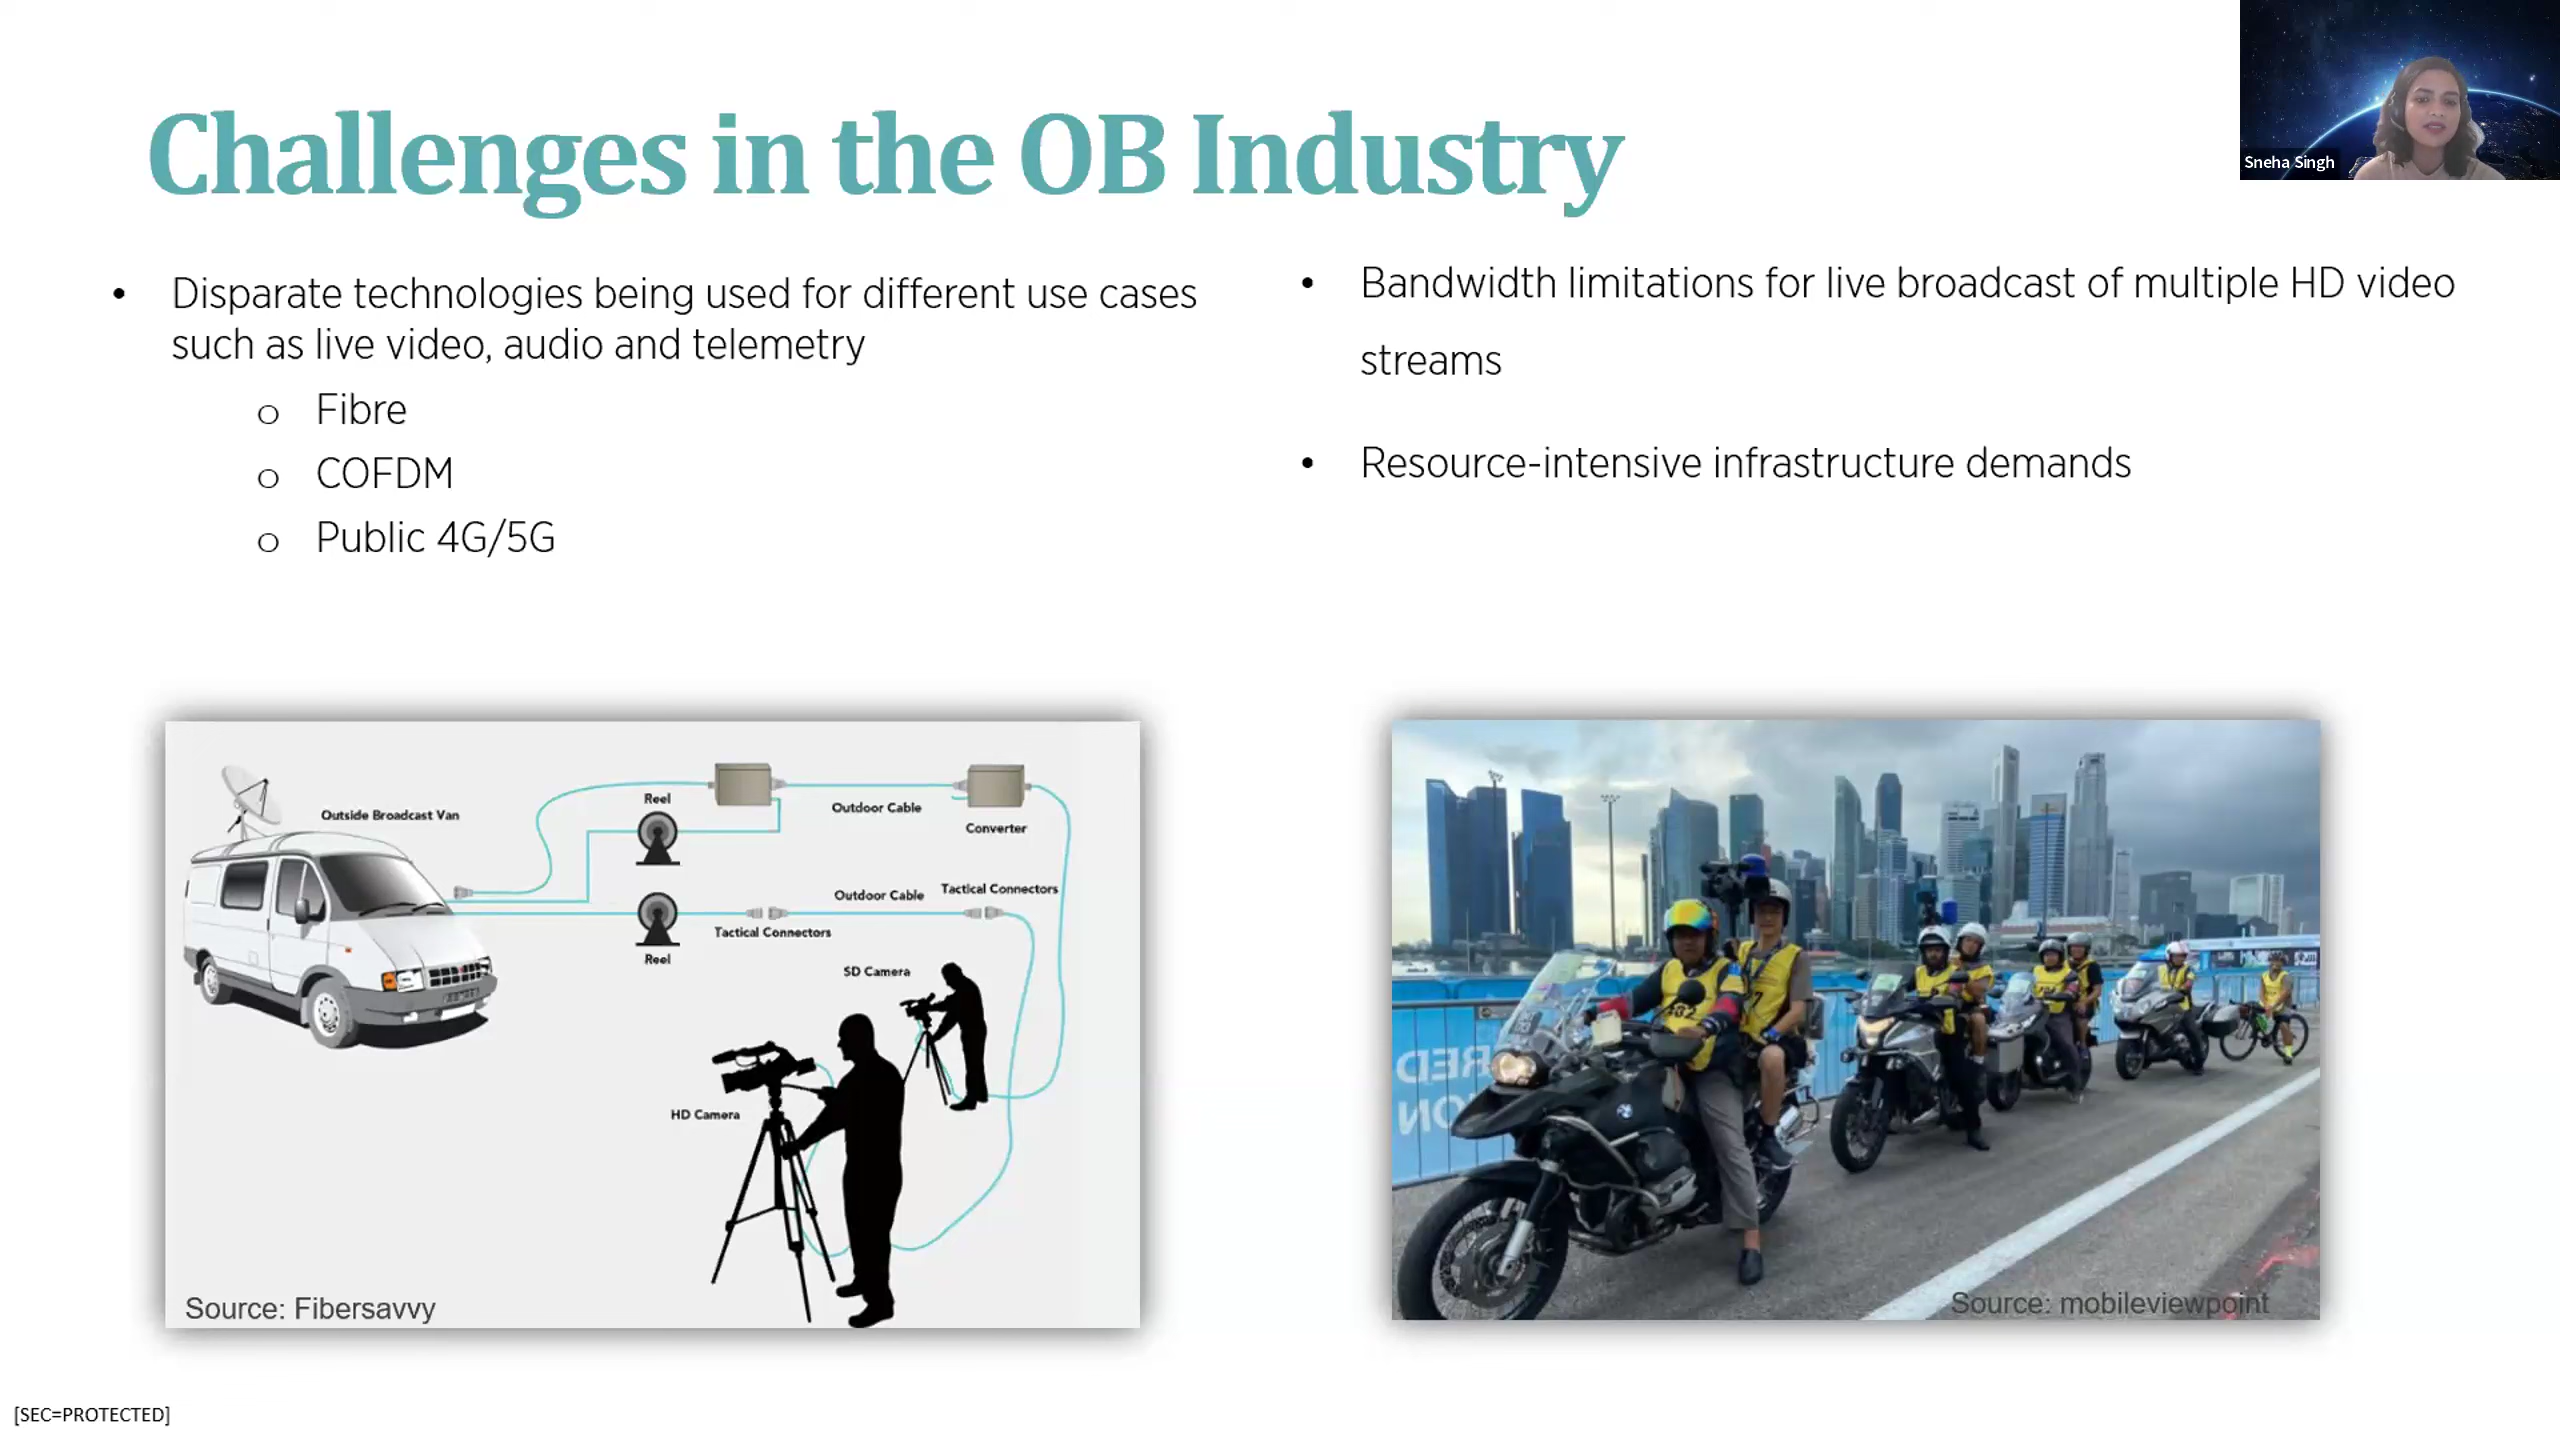 Sneha Singh
Challenges in the OB Industry
• Disparate technologies being used for different use cases
such as live video, audio and telemetry
o Fibre
o COFDM
o Public 4G/5G
• Bandwidth limitations for live broadcast of multiple HD video
streams
• Resource-intensive infrastructure demands
Outside Broadcast Van
Reel
Outdoor Cable
Converter
Outdoor Cable
Tactical Connectors
Tactical Connectors
Reel
SD Camera
HD Camera
Source: Fibersavvy
Source: mobileviewpoint
[SEC=PROTECTED]